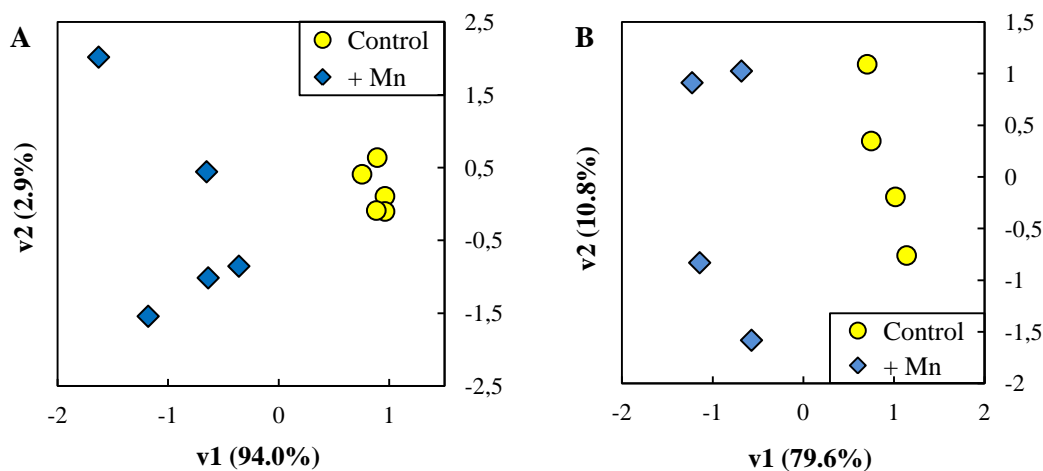 A
Control
+ Mn
2,5
1,5
0,5
-0,5
-1,5
-2,5
v2 (2.9%)
-2
-1
0
1
v1 (94.0%)
B
1,5
1
0,5
0
-0,5
-1
-1,5
-2
v2 (10.8%)
Control
+ Mn
-2
-1
0
1
2
v1 (79.6%)